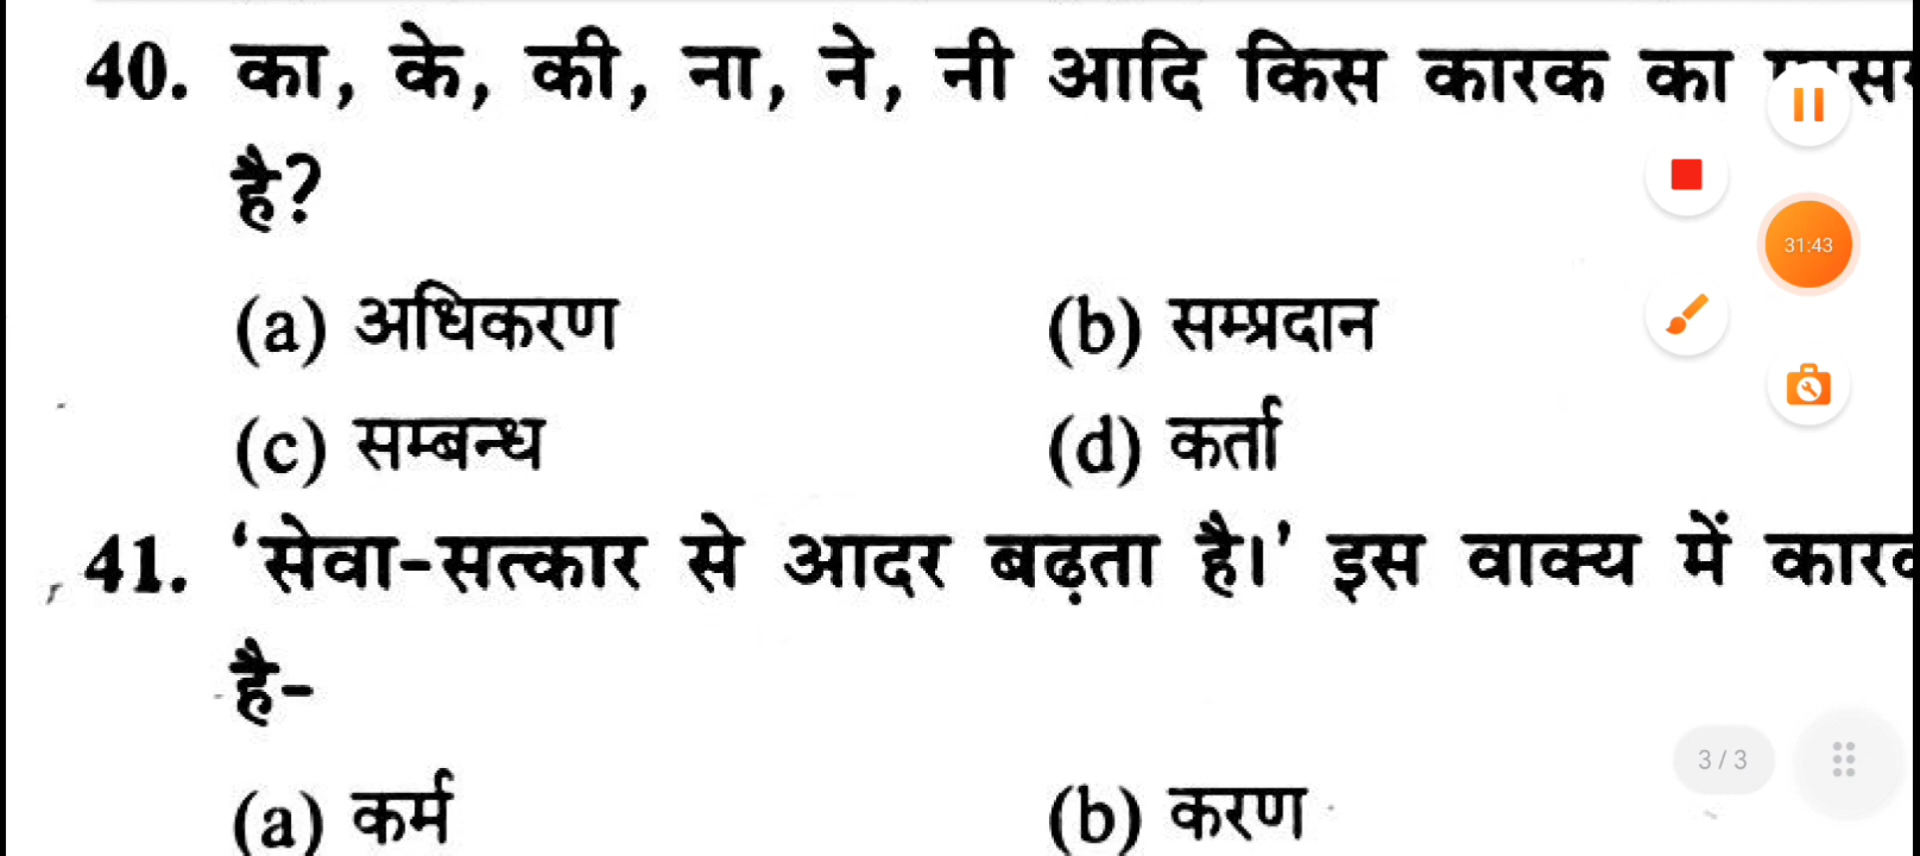 40. का, के, की, ना, ने, नी आदि किस कारक का
है?
(a) अधिकरण (b) सम्प्रदान
(c) सम्बन्ध (d) कर्ता
41. ‘सेवा-सत्कार से आदर बढ़ता है।’ इस वाक्य में
है-
(a) कर्म (b) करण
31:43
3 / 3